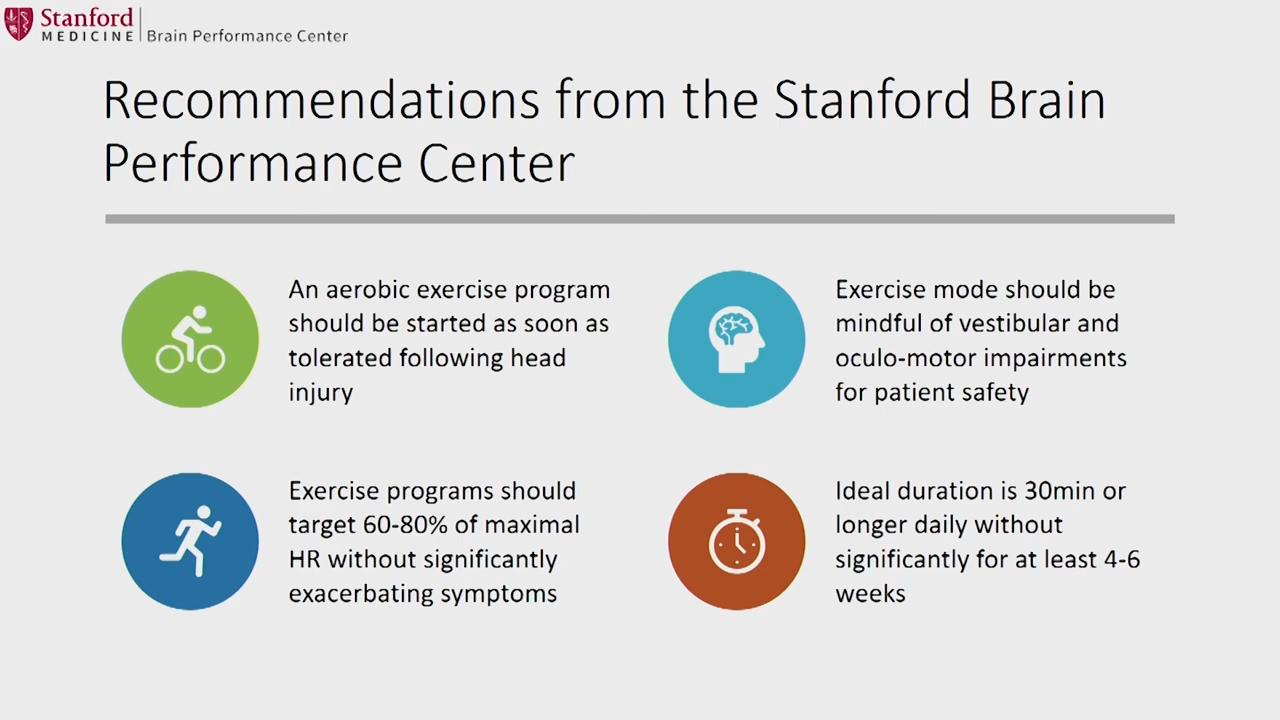 Stanford
MEDICINE
Brain Performance Center
Recommendations from the Stanford Brain
Performance Center
An aerobic exercise program
should be started as soon as
tolerated following head
injury
Exercise mode should be
mindful of vestibular and
oculo-motor impairments
for patient safety
Exercise programs should
target 60-80% of maximal
HR without significantly
exacerbating symptoms
Ideal duration is 30min or
longer daily without
significantly for at least 4-6
weeks